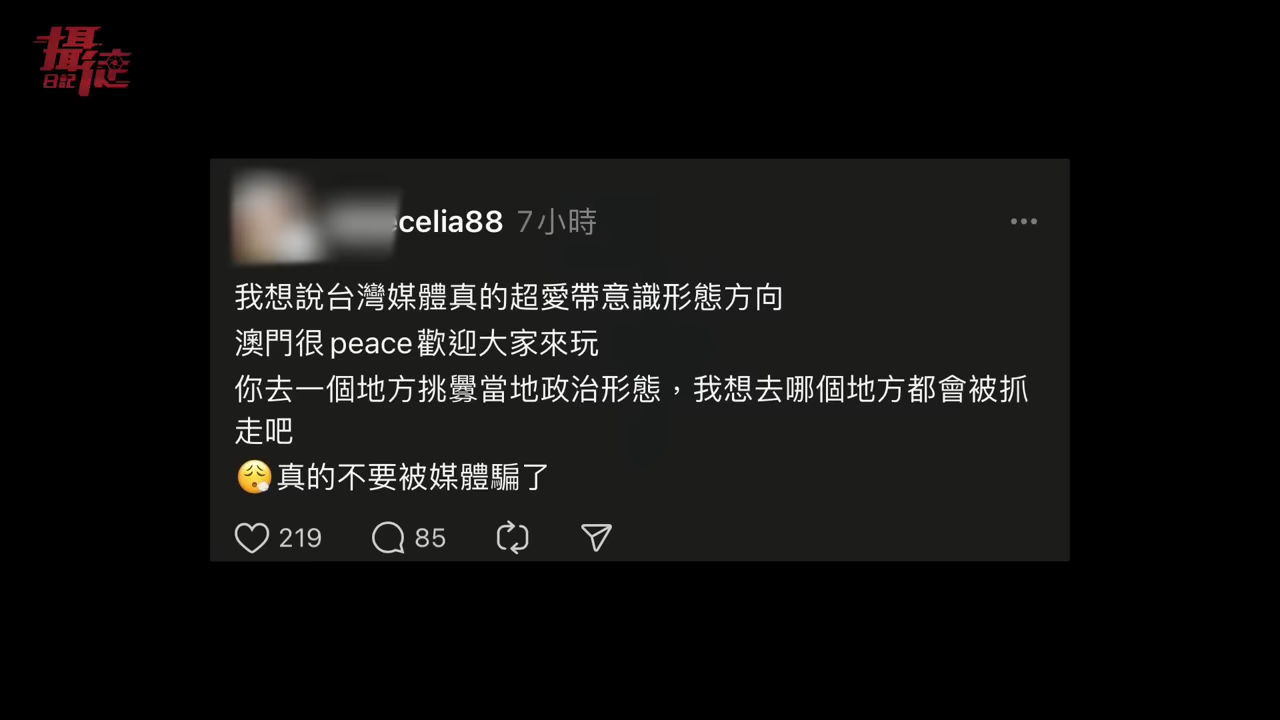 攝徒
日記
celia88 7小時
我想說台灣媒體真的超愛帶意識形態方向
澳門很peace歡迎大家來玩
你去一個地方挑釁當地政治形態，我想去哪個地方都會被抓
走吧
😮‍💨真的不要被媒體騙了
219 85